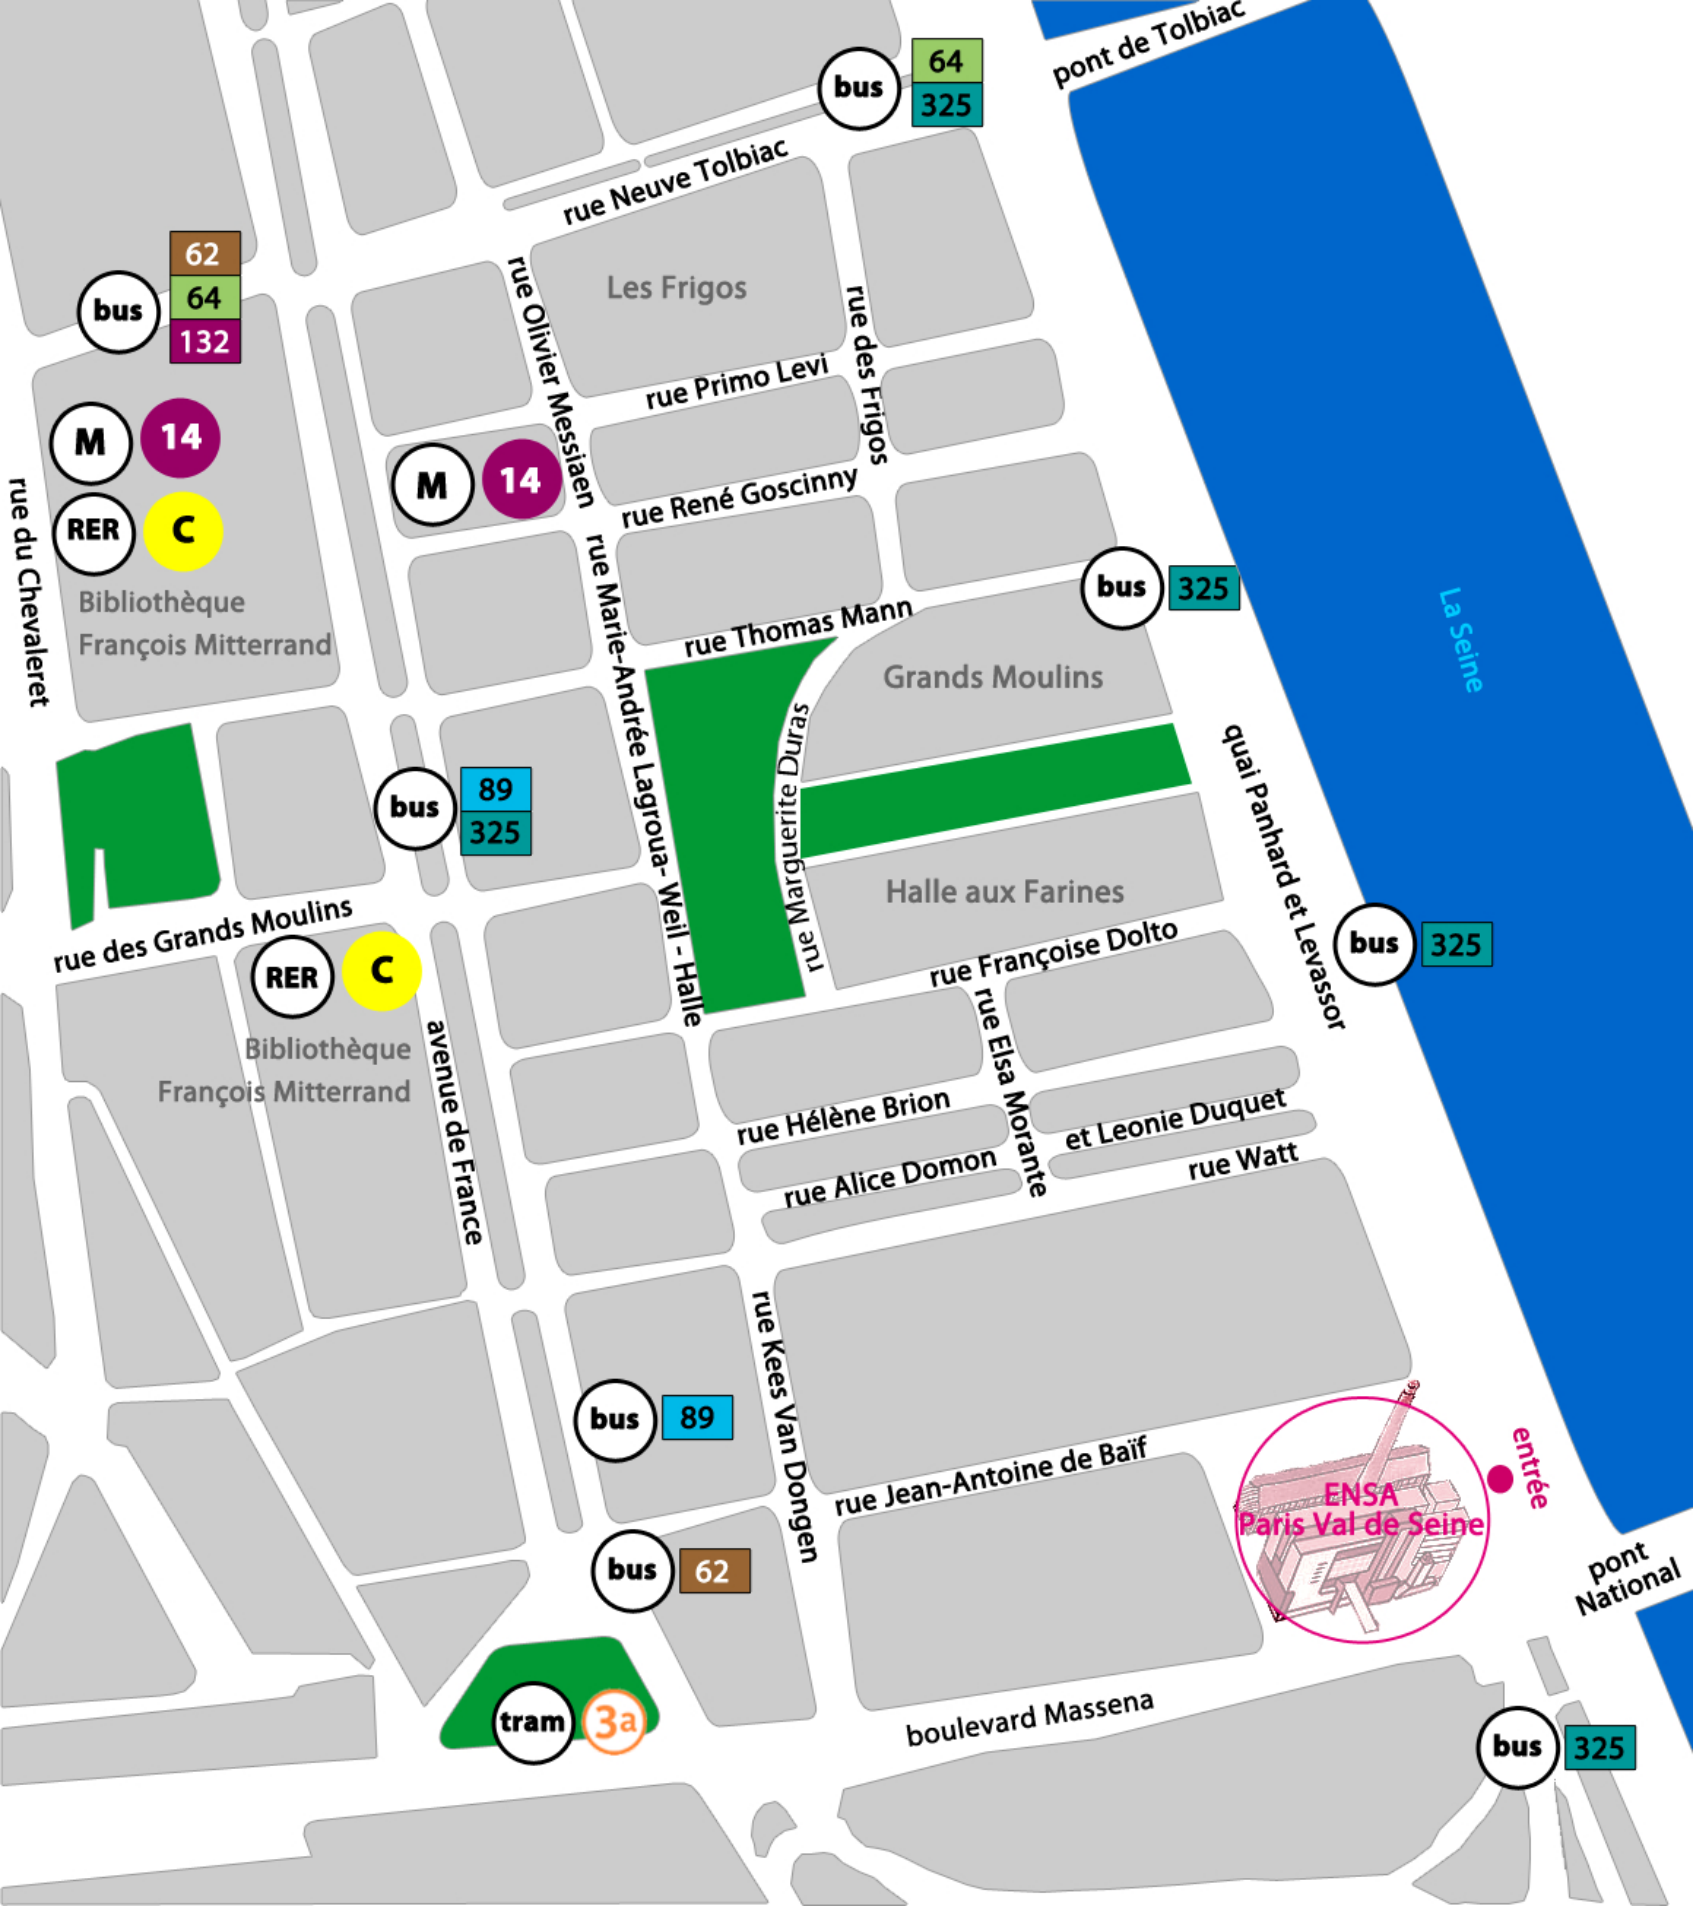 pont de Tolbiac
bus
64
325
rue Neuve Tolbiac
62
bus
64
132
Les Frigos
rue Olivier Messiaen
rue des Frigos
rue Primo Levi
M
14
M
14
rue René Goscinny
RER
C
rue du Chevaleret
Bibliothèque
François Mitterrand
rue Marie-Andrée Lagroua- Weil - Halle
rue Thomas Mann
bus
325
La Seine
Grands Moulins
rue Marguerite Duras
quai Panhard et Levassor
bus
89
325
Halle aux Farines
rue des Grands Moulins
bus
325
rue Françoise Dolto
RER
C
Bibliothèque
François Mitterrand
avenue de France
rue Elsa Morante
rue Hélène Brion
et Leonie Duquet
rue Alice Domon
rue Watt
rue Kees Van Dongen
bus
89
rue Jean-Antoine de Baïf
entrée
ENSA
Paris Val de Seine
bus
62
pont
National
tram
3a
boulevard Massena
bus
325